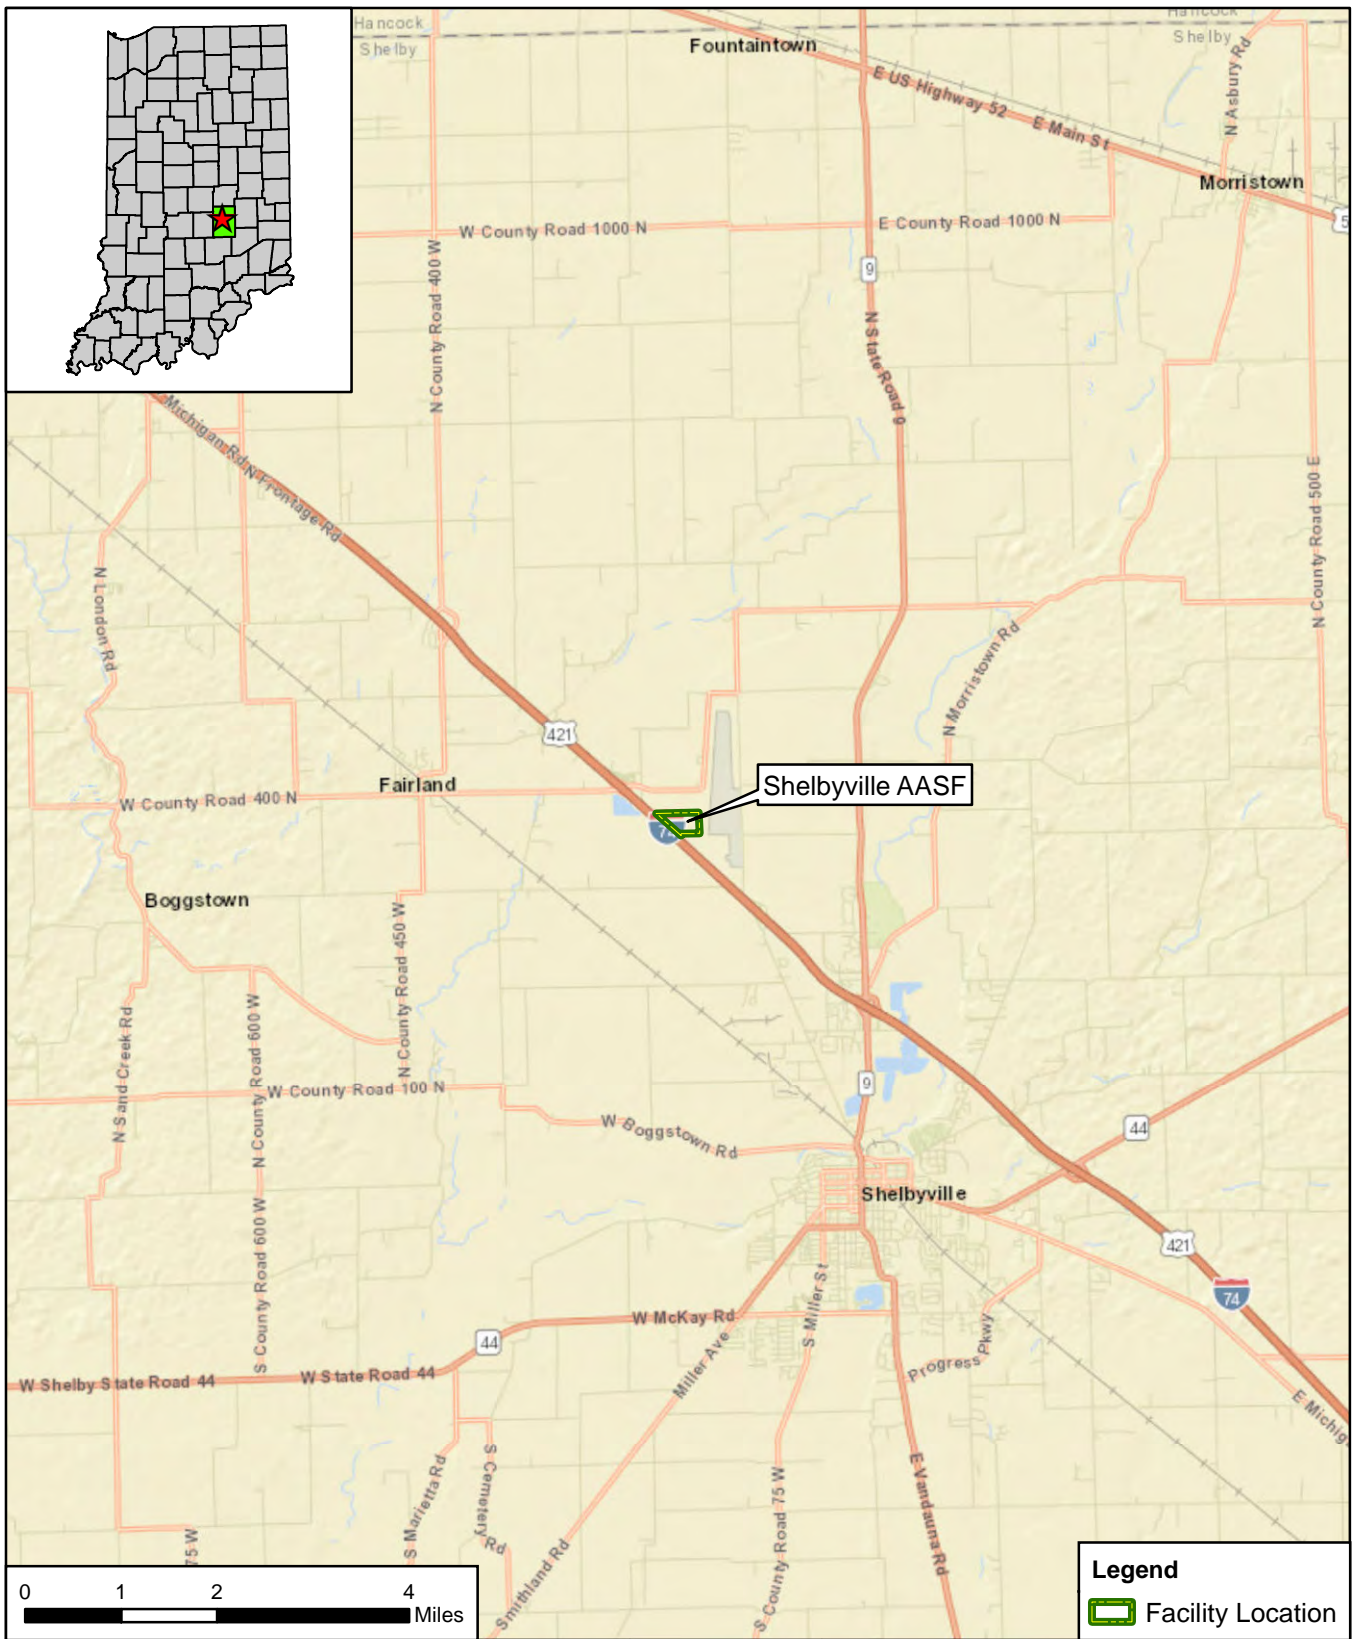 Hancock
Shelby
Hancock
Shelby
Fountaintown
E US Highway 52
E Main St
N Asbury Rd
Morristown
5
W County Road 1000 N
E County Road 1000 N
N County Road 400 W
9
N State Road 9
Michigan Rd
N Frontage Rd
N County Road 500 E
N London Rd
N Morristown Rd
421
Fairland
Shelbyville AASF
W County Road 400 N
74
Boggstown
N County Road 450 W
N Sand Creek Rd
N County Road 600 W
W County Road 100 N
9
W Boggstown Rd
44
Shelbyville
S County Road 600 W
421
74
S Miller St
W McKay Rd
44
Miller Ave
Progress Pkwy
W Shelby State Road 44
W State Road 44
E Michig
S Marietta Rd
S Cemetery Rd
S County Road 75 W
E Vandauna Rd
75 W
Smithland Rd
0 1 2 4
Miles
Legend
Facility Location